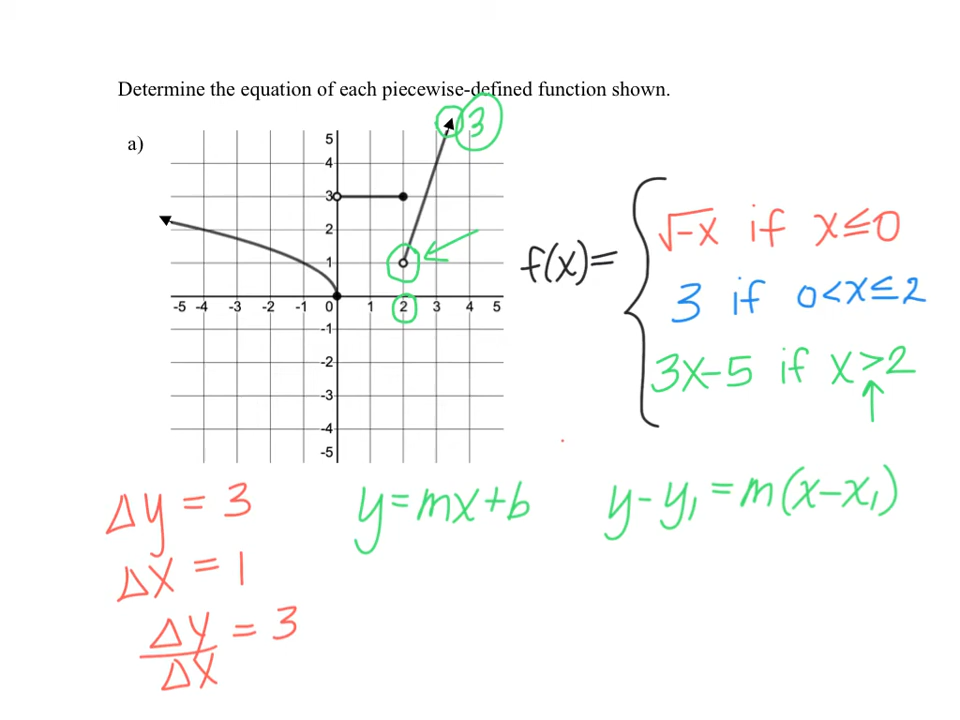 Determine the equation of each piecewise-defined function shown.
a)
3
5
4
3
2
1
-5 -4 -3 -2 -1 0 1 2 3 4 5
-1
-2
-3
-4
-5
f(x)=
√-x if x≤0
3 if 0<x≤2
3x-5 if x>2
Δy = 3
Δx = 1
Δy/Δx = 3
y=mx+b
y-y₁=m(x-x₁)